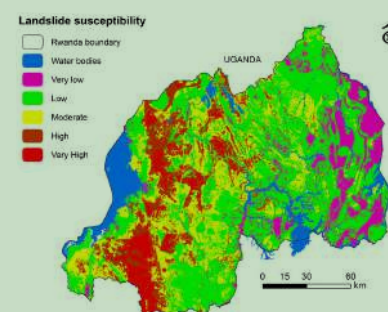 Landslide susceptibility
Rwanda boundary
Water bodies
Very low
Low
Moderate
High
Very High
UGANDA
0 15 30 60
km